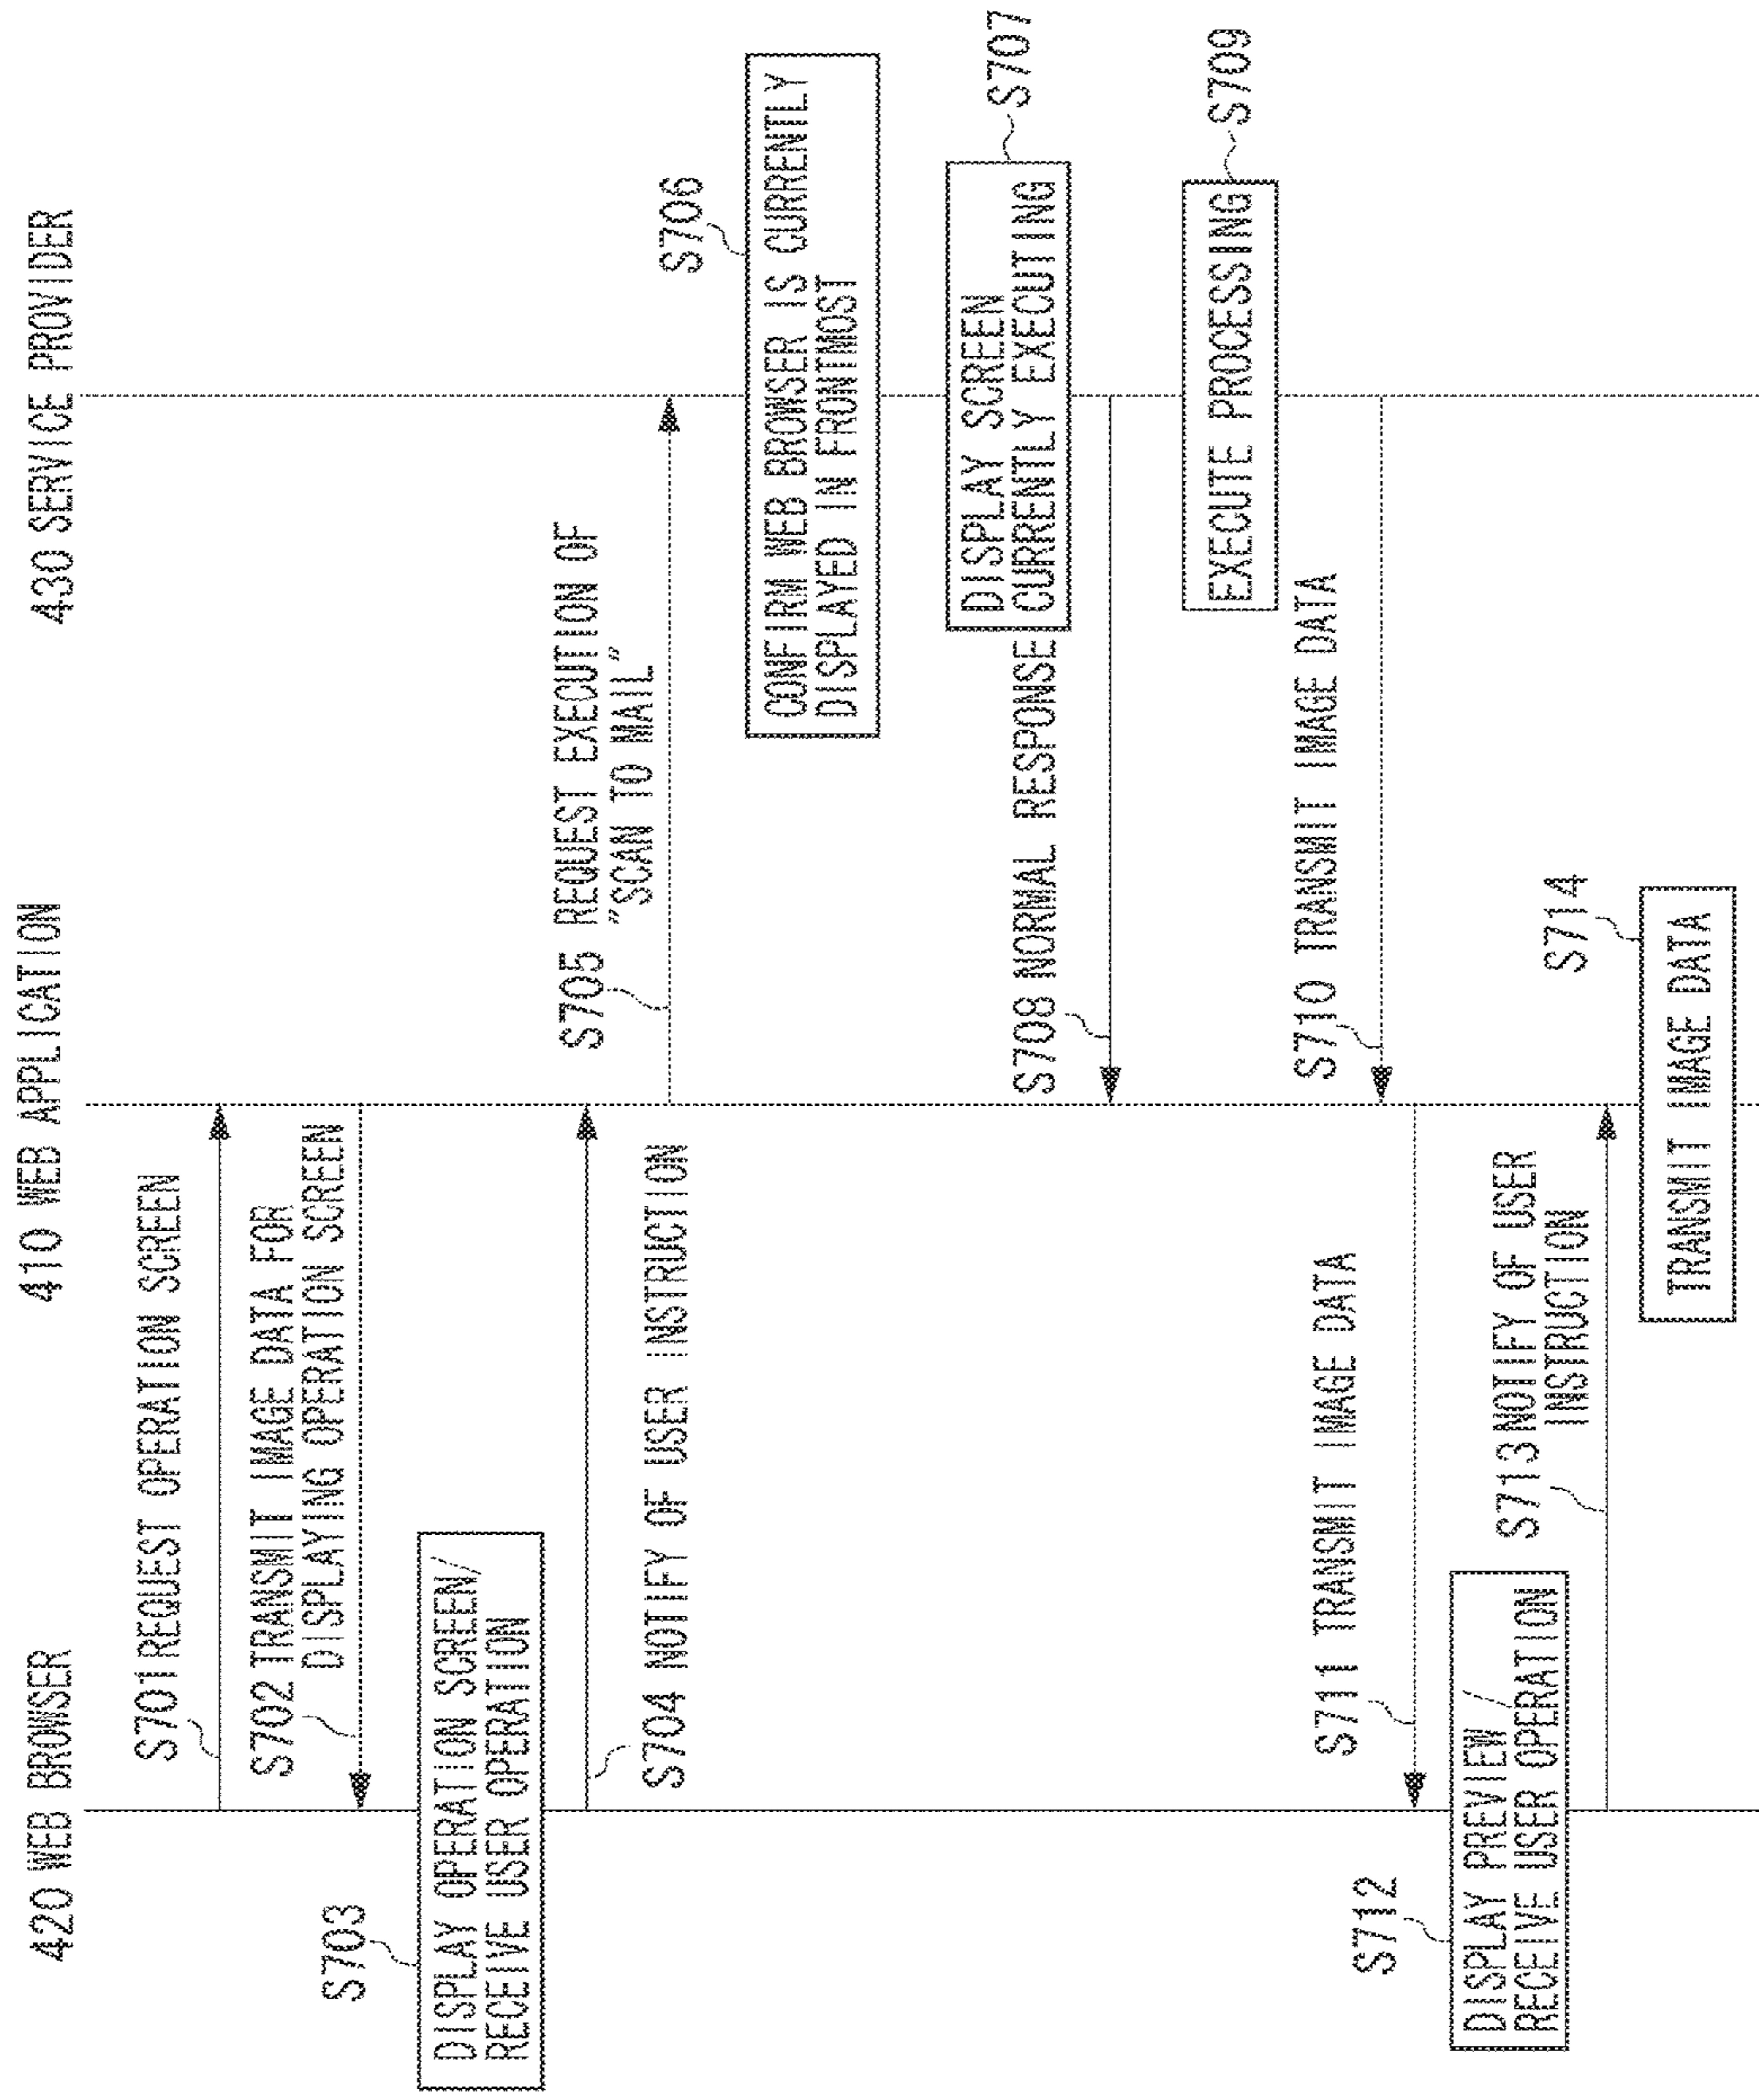 420 WEB BROWSER
410 WEB APPLICATION
430 SERVICE PROVIDER
S701 REQUEST OPERATION SCREEN
S702 TRANSMIT IMAGE DATA FOR
DISPLAYING OPERATION SCREEN
S703
DISPLAY OPERATION SCREEN/
RECEIVE USER OPERATION
S704 NOTIFY OF USER INSTRUCTION
S705 REQUEST EXECUTION OF
"SCAN TO MAIL"
S706
CONFIRM WEB BROWSER IS CURRENTLY
DISPLAYED IN FRONTMOST
S707
DISPLAY SCREEN
CURRENTLY EXECUTING
S708 NORMAL RESPONSE
S709
EXECUTE PROCESSING
S710 TRANSMIT IMAGE DATA
S711 TRANSMIT IMAGE DATA
S712
DISPLAY PREVIEW/
RECEIVE USER OPERATION
S713 NOTIFY OF USER
INSTRUCTION
S714
TRANSMIT IMAGE DATA